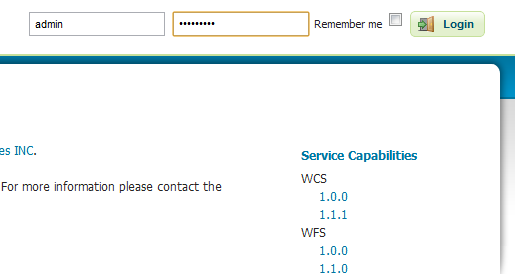 admin ••••••••• Remember me Login
es INC.
For more information please contact the
Service Capabilities
WCS
1.0.0
1.1.1
WFS
1.0.0
1.1.0